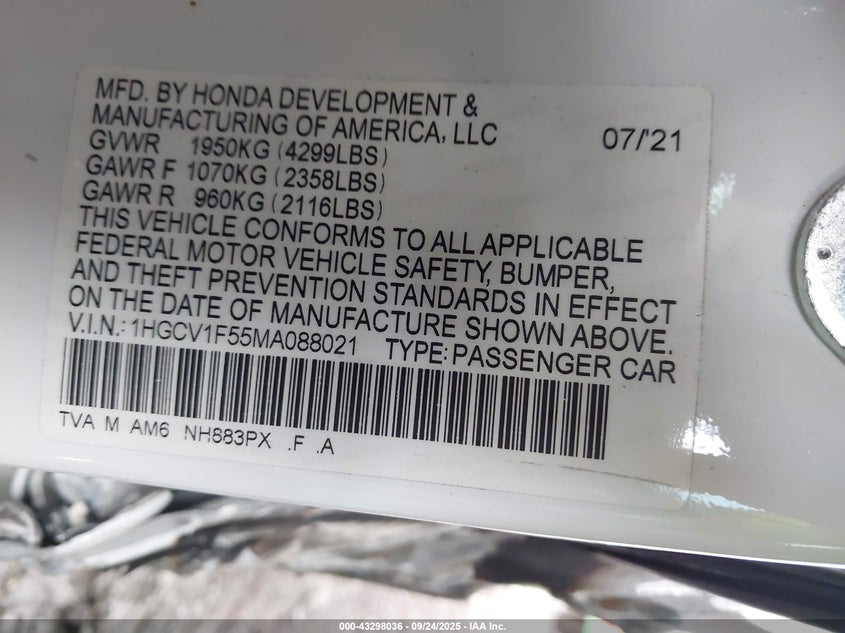 MFD. BY HONDA DEVELOPMENT &
MANUFACTURING OF AMERICA, LLC 07/'21
GVWR 1950KG (4299LBS)
GAWR F 1070KG (2358LBS)
GAWR R 960KG (2116LBS)
THIS VEHICLE CONFORMS TO ALL APPLICABLE
FEDERAL MOTOR VEHICLE SAFETY, BUMPER,
AND THEFT PREVENTION STANDARDS IN EFFECT
ON THE DATE OF MANUFACTURE SHOWN ABOVE.
V.I.N.: 1HGCV1F55MA088021 TYPE: PASSENGER CAR
TVA M AM6 NH883PX .F .A
000-43298036 - 09/24/2025 - IAA Inc.